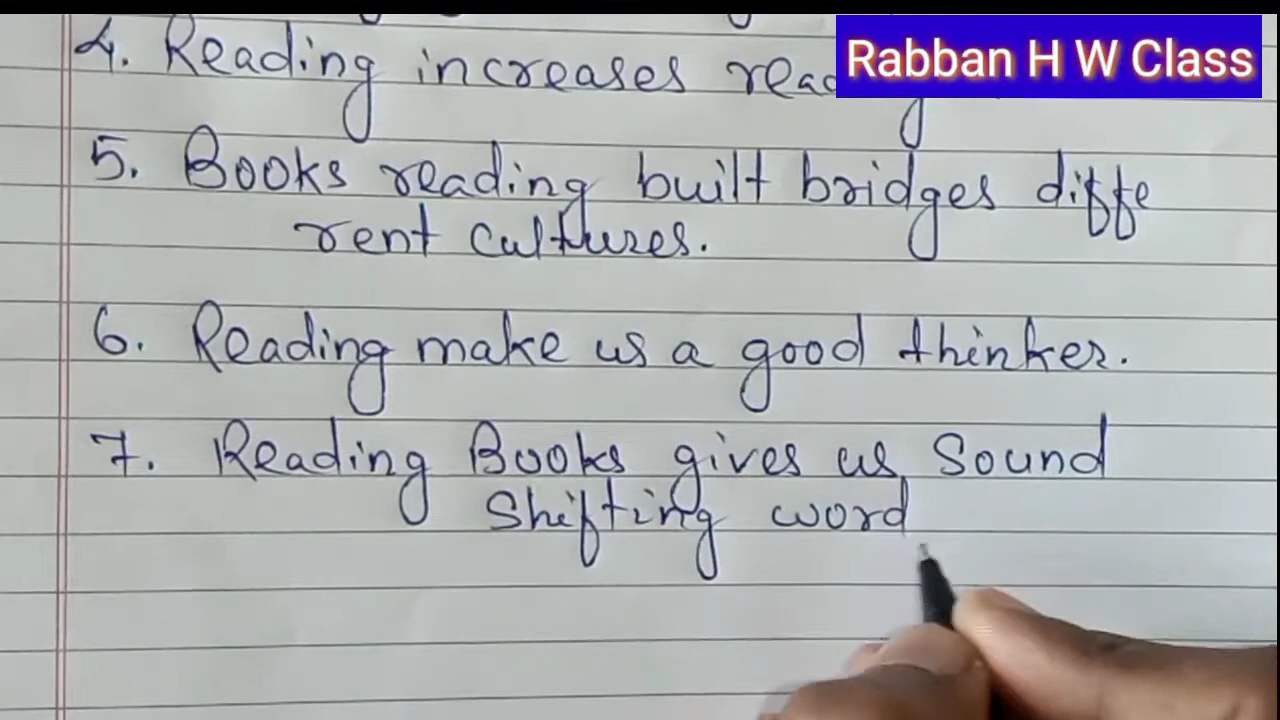 Rabban H W Class
4. Reading increases
5. Books reading built bridges diffe
rent cultures.
6. Reading make us a good thinker.
7. Reading Books gives us Sound
Shifting word